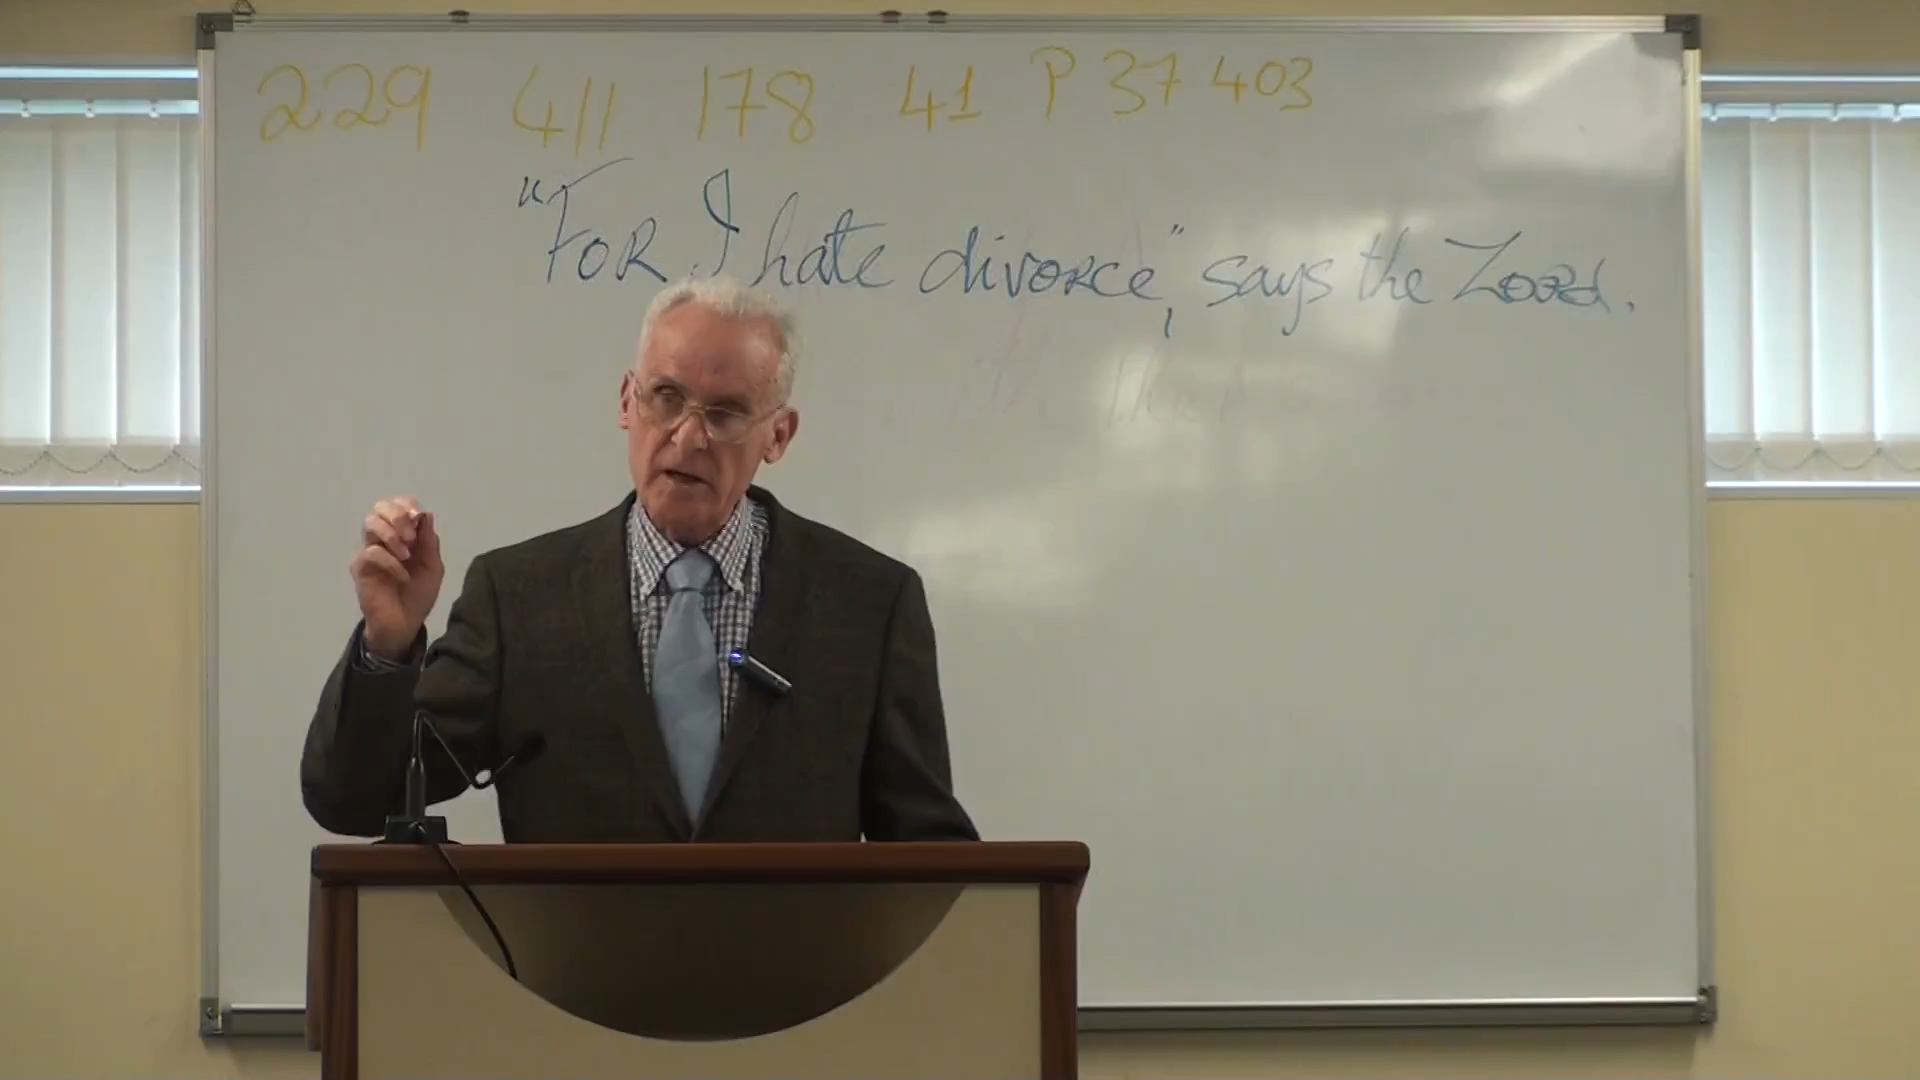 229 411 178 41 P 37 403
"FOR I hate divorce," says the Lord.